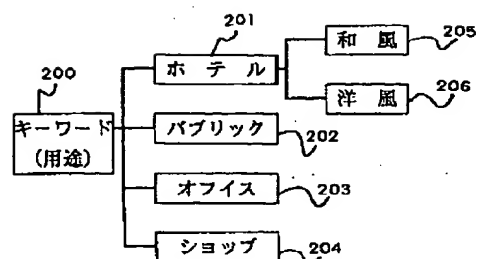 201
和 風
205
200
ホ テ ル
洋 風
206
キーワード
(用途)
パブリック
202
オフイス
203
ショップ
204